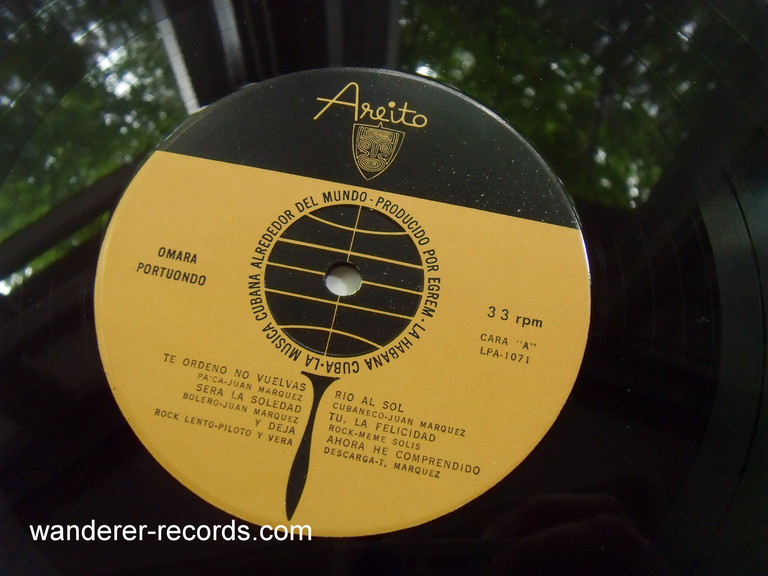 Areito
LA MUSICA CUBANA ALREDEDOR DEL MUNDO - PRODUCIDO POR EGREM - LA HABANA CUBA -
OMARA
PORTUONDO
33 rpm
CARA "A"
LPA-1071
TE ORDENO NO VUELVAS
PA'CA-JUAN MARQUEZ
SERA LA SOLEDAD
BOLERO-JUAN MARQUEZ
Y DEJA
ROCK LENTO-PILOTO Y VERA
RIO AL SOL
CUBANECO-JUAN MARQUEZ
TU. LA FELICIDAD
ROCK-MEME SOLIS
AHORA HE COMPRENDIDO
DESCARGA-T. MARQUEZ
wanderer-records.com